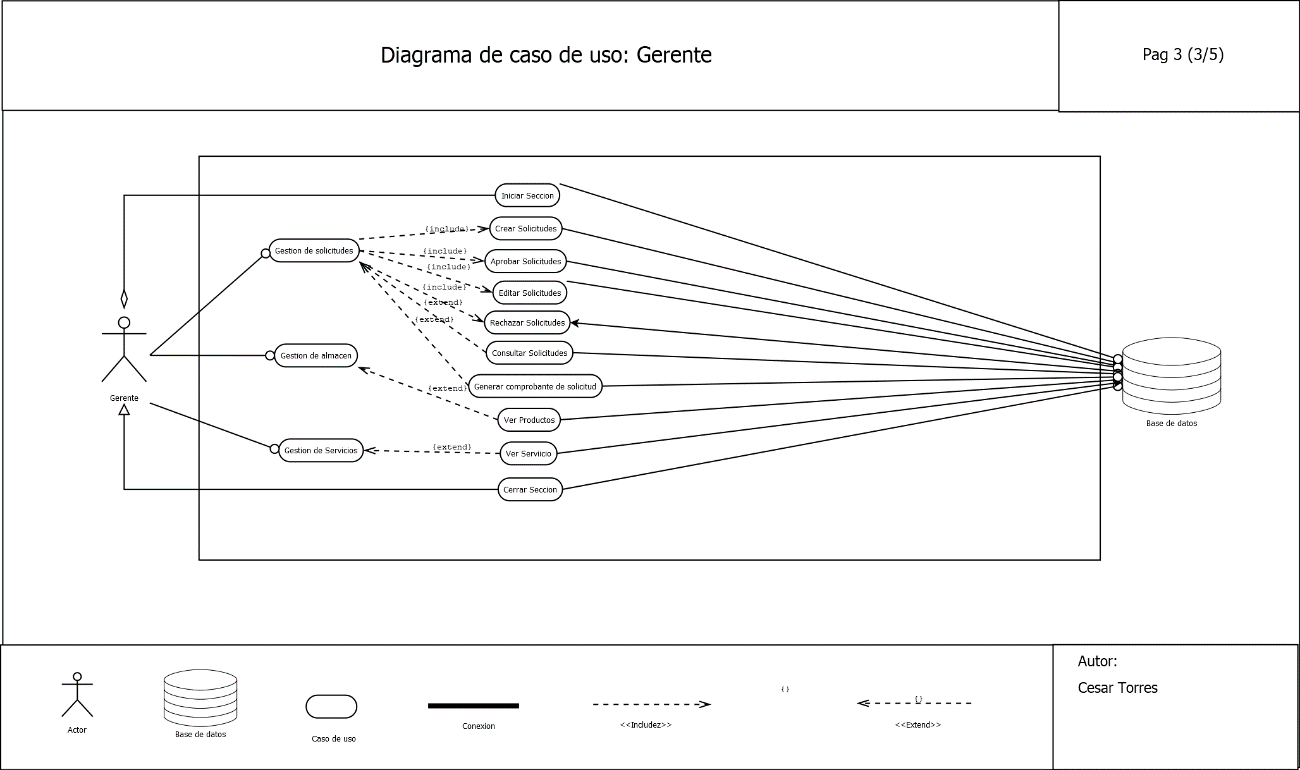 Diagrama de caso de uso: Gerente
Pag 3 (3/5)
Iniciar Seccion
{include}
Crear Solicitudes
Gestion de solicitudes
{include}
Aprobar Solicitudes
{include}
{include}
Editar Solicitudes
{extend}
{extend}
Rechazar Solicitudes
Gestion de almacen
Consultar Solicitudes
{extend}
Generar comprobante de solicitud
Gerente
Ver Productos
Base de datos
{extend}
Gestion de Servicios
Ver Serviicio
Cerrar Seccion
Actor
Base de datos
Caso de uso
Conexion
<<Includez>>
{}
{}
<<Extend>>
Autor:
Cesar Torres